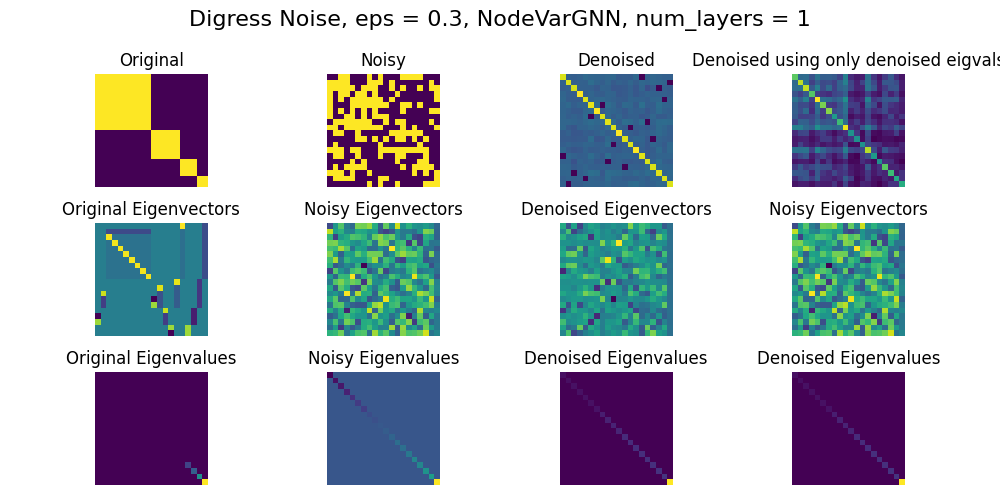 Digress Noise, eps = 0.3, NodeVarGNN, num_layers = 1
Original
Noisy
Denoised
Denoised using only denoised eigvals
Original Eigenvectors
Noisy Eigenvectors
Denoised Eigenvectors
Noisy Eigenvectors
Original Eigenvalues
Noisy Eigenvalues
Denoised Eigenvalues
Denoised Eigenvalues